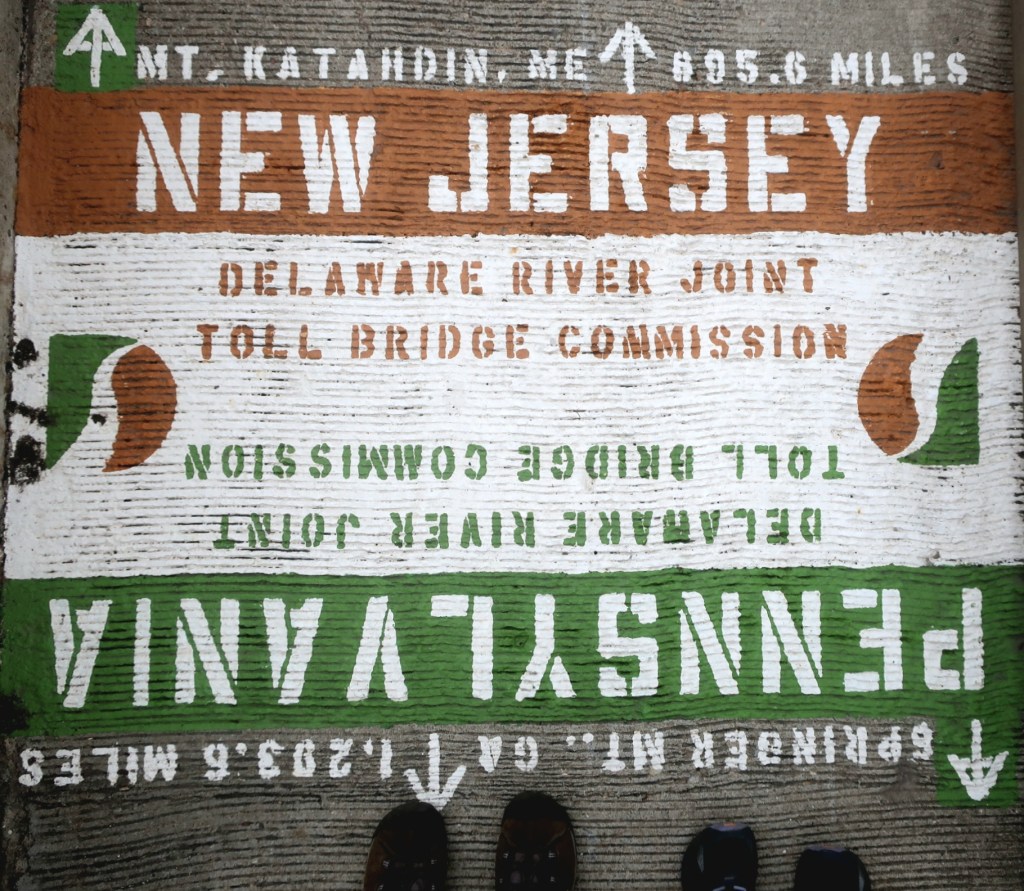 MT. KATAHDIN, ME ↑ 895.6 MILES
NEW JERSEY
DELAWARE RIVER JOINT
TOLL BRIDGE COMMISSION
SPRINGER MT., GA ↑ 1,293.6 MILES
PENNSYLVANIA
DELAWARE RIVER JOINT
TOLL BRIDGE COMMISSION